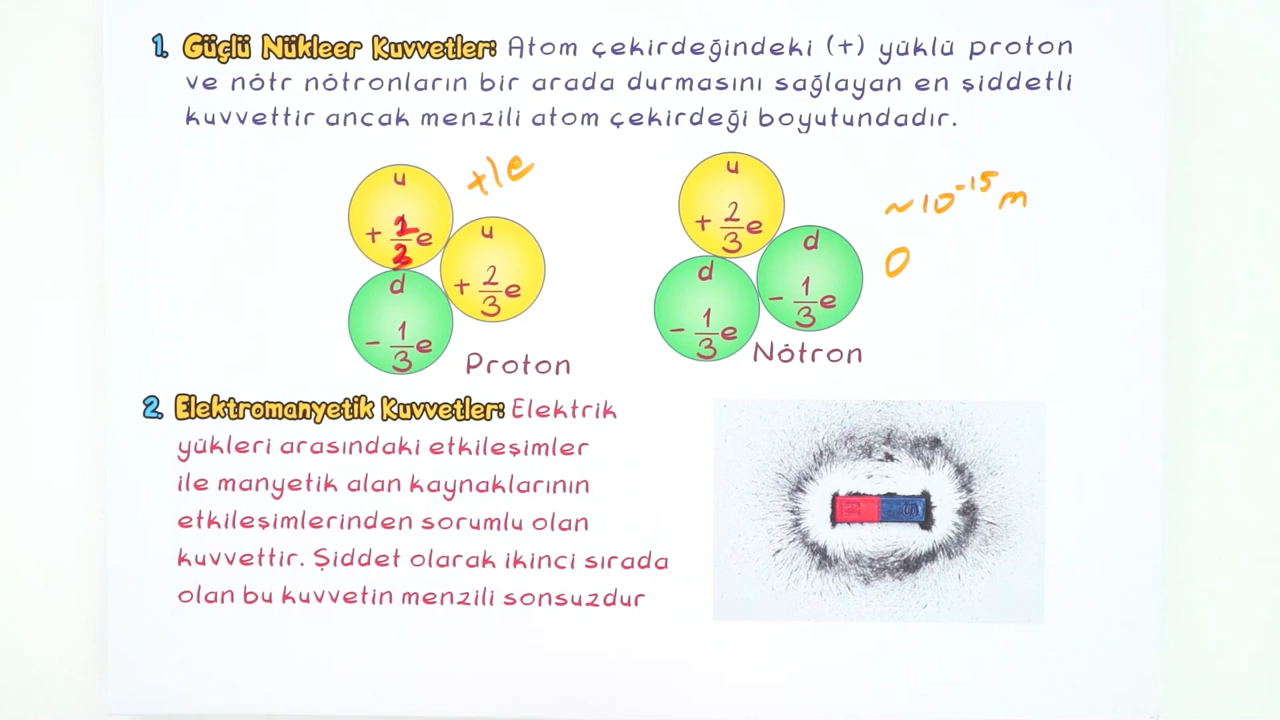 1. Güçlü Nükleer Kuvvetler: Atom çekirdeğindeki (+) yüklü proton
ve nötr nötronların bir arada durmasını sağlayan en şiddetli
kuvvettir ancak menzili atom çekirdeği boyutundadır.
u
+ 2/3 e
+1e
u
+ 2/3 e
d
- 1/3 e
Proton
u
+ 2/3 e
d
- 1/3 e
d
- 1/3 e
Nötron
~10⁻¹⁵ m
0
2. Elektromanyetik Kuvvetler: Elektrik
yükleri arasındaki etkileşimler
ile manyetik alan kaynaklarının
etkileşimlerinden sorumlu olan
kuvvettir. Şiddet olarak ikinci sırada
olan bu kuvvetin menzili sonsuzdur